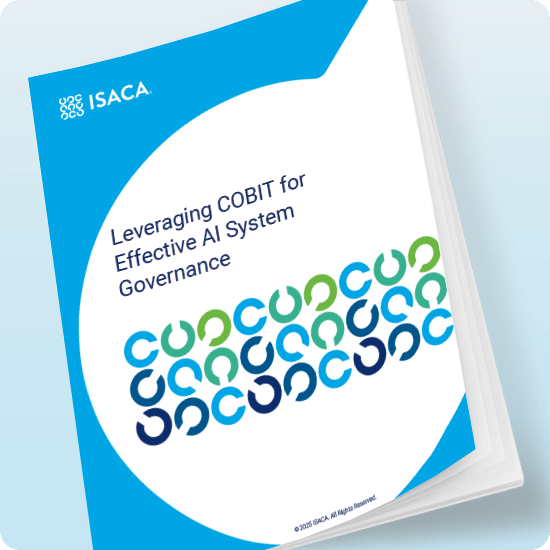 ISACA.
Leveraging COBIT for
Effective AI System
Governance
© 2025 ISACA. All Rights Reserved.